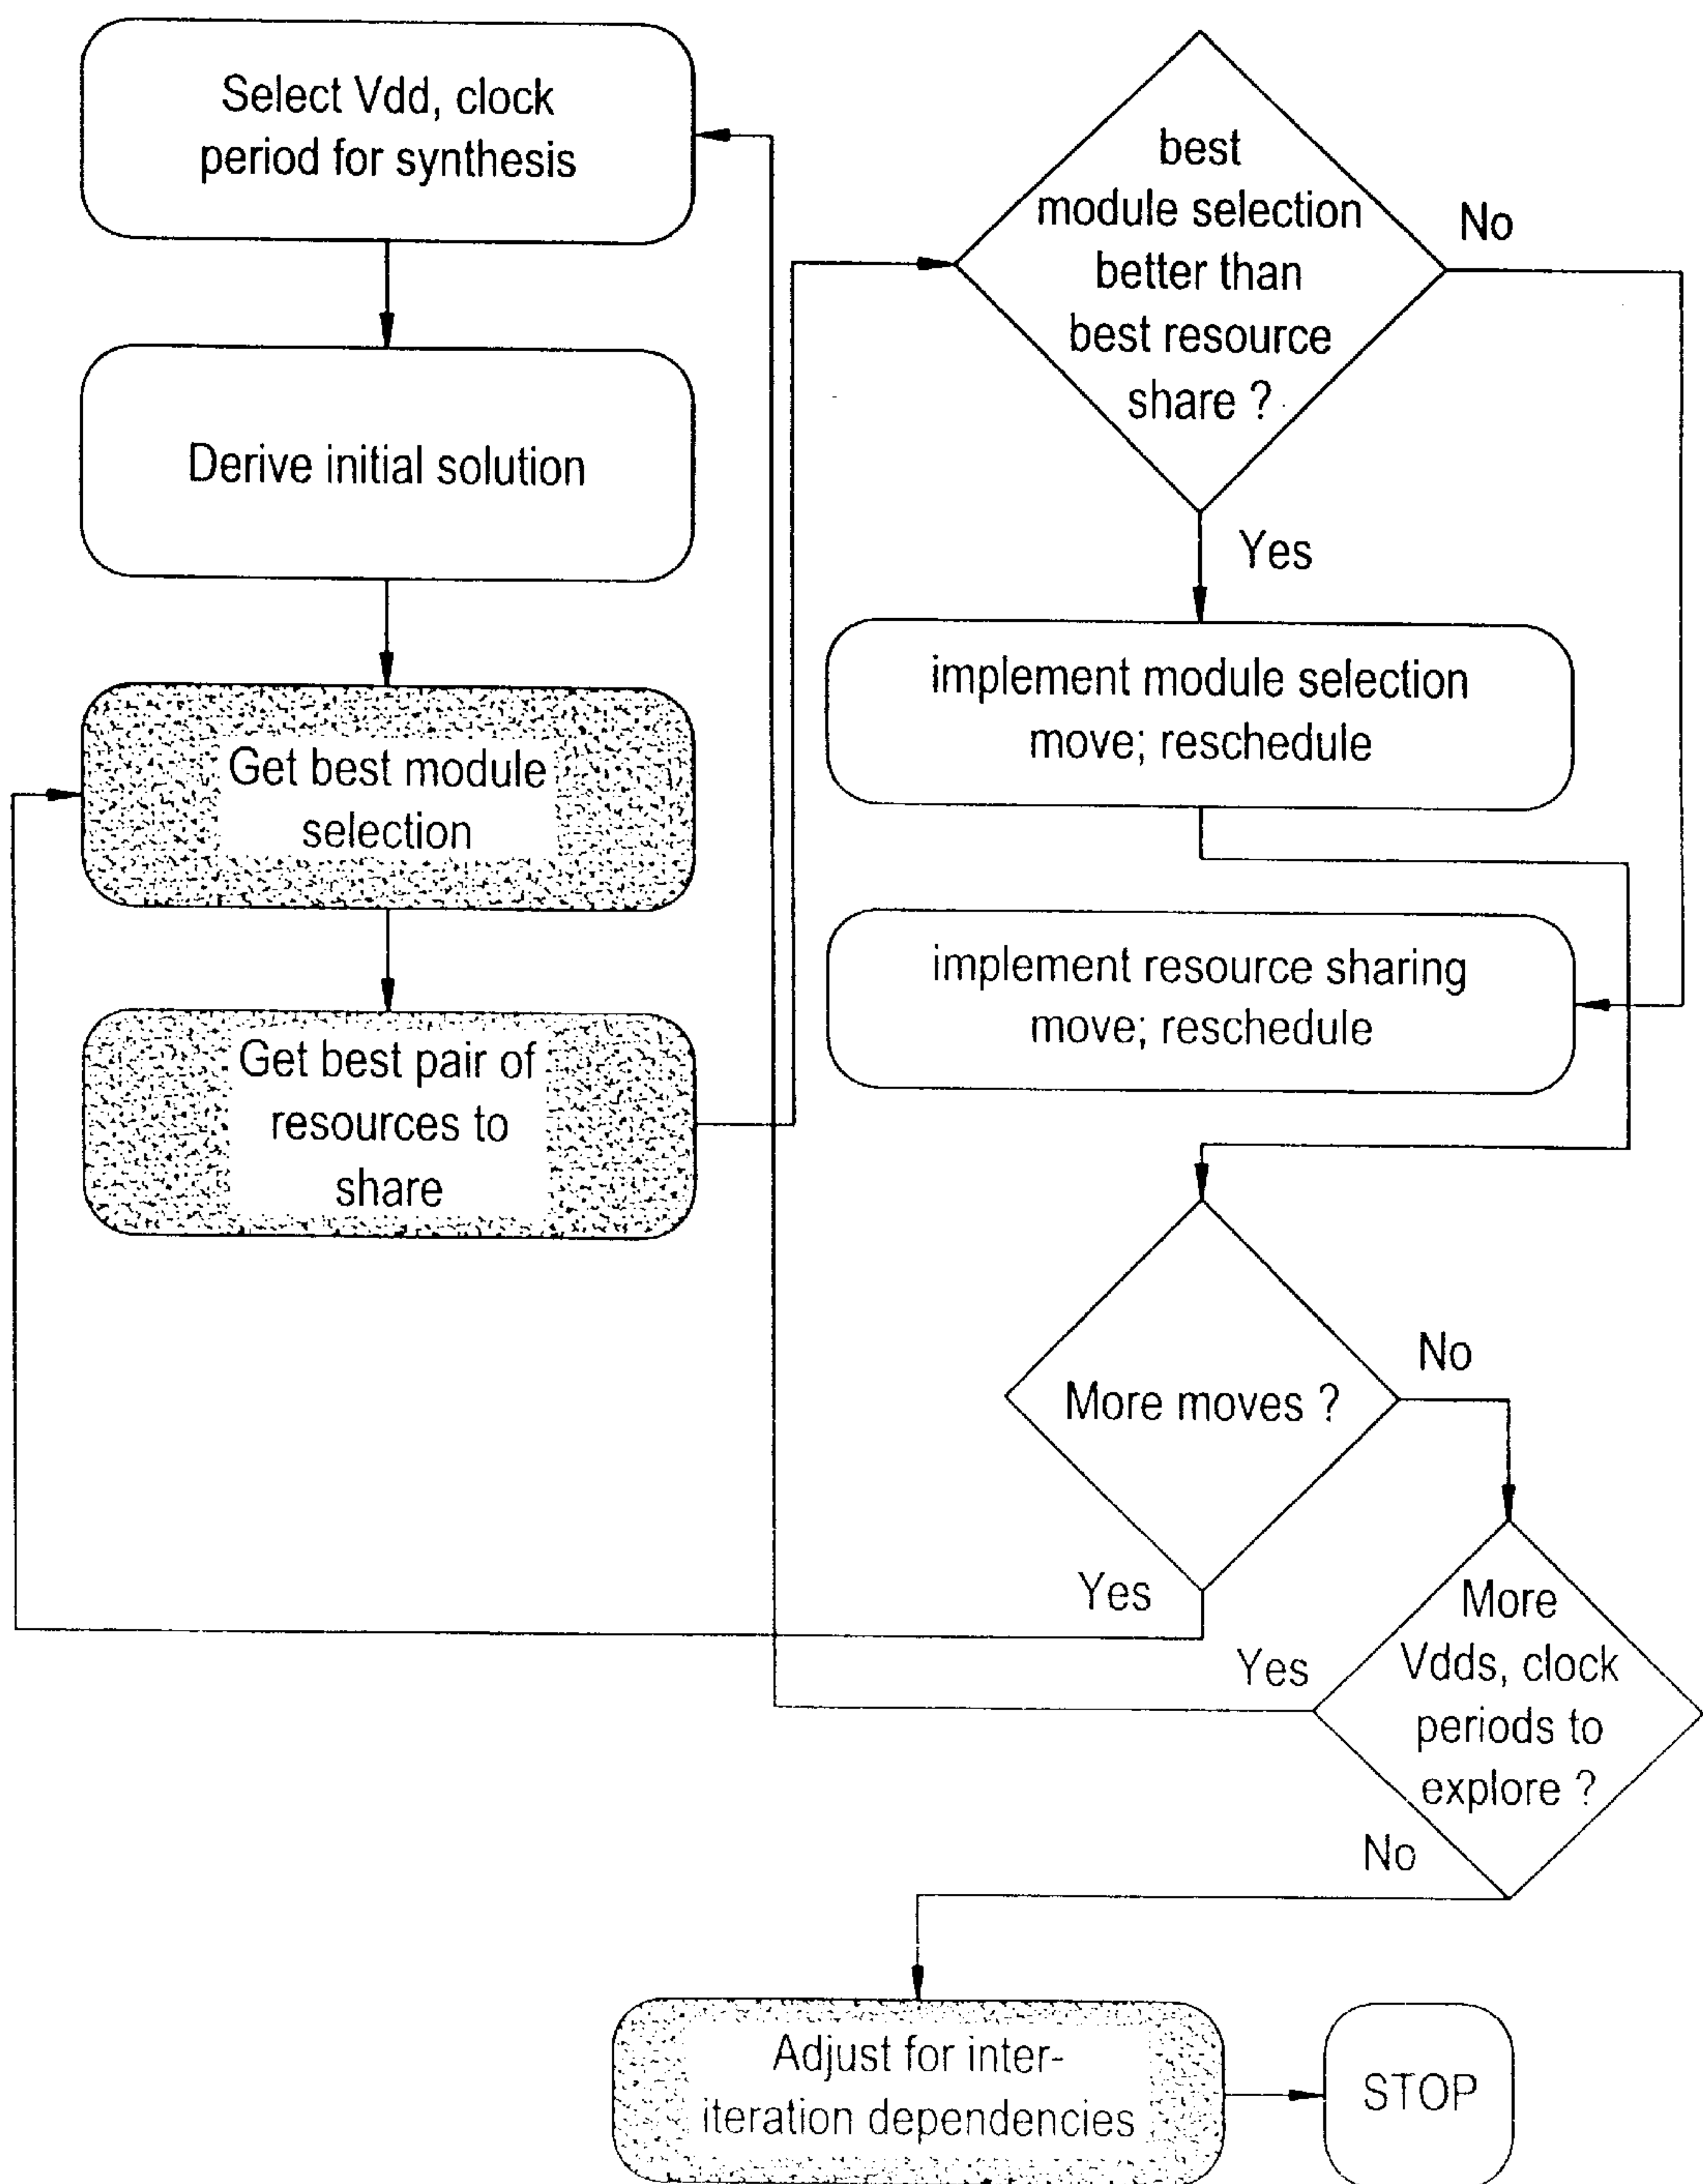 Select Vdd, clock
period for synthesis
Derive initial solution
Get best module
selection
Get best pair of
resources to
share
best
module selection
better than
best resource
share ?
No
Yes
implement module selection
move; reschedule
implement resource sharing
move; reschedule
More moves ?
No
Yes
More
Vdds, clock
periods to
explore ?
Yes
No
Adjust for inter-
iteration dependencies
STOP